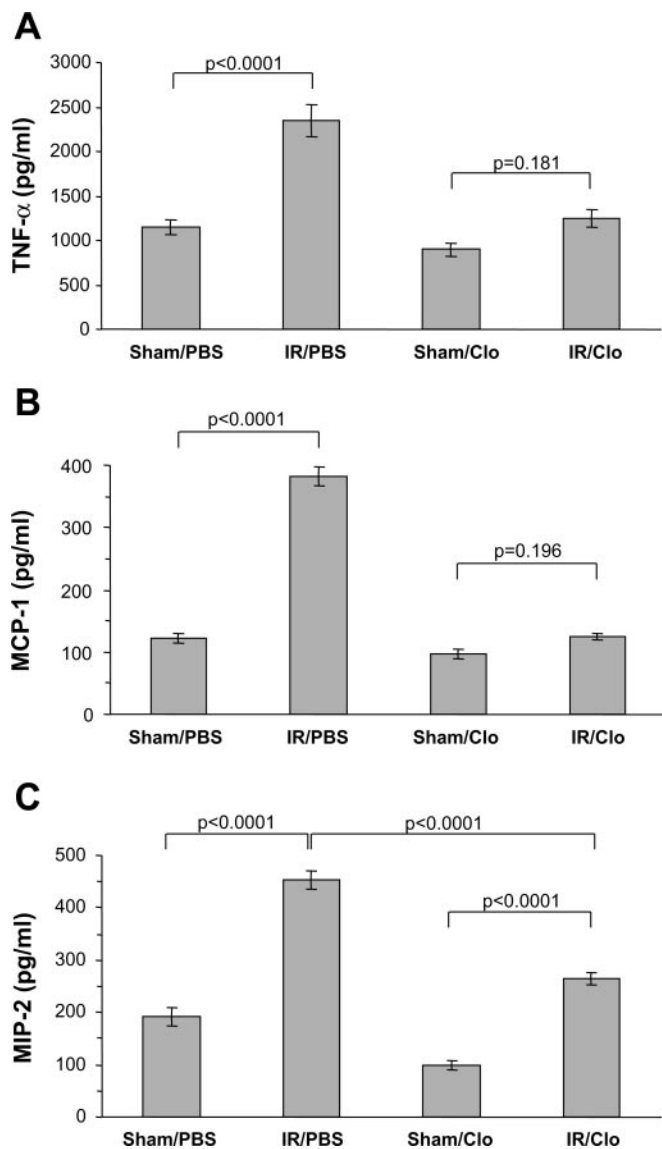 A
p<0.0001
p=0.181
TNF-α (pg/ml)
3000
2500
2000
1500
1000
500
0
Sham/PBS IR/PBS Sham/Clo IR/Clo
B
p<0.0001
p=0.196
MCP-1 (pg/ml)
400
300
200
100
0
Sham/PBS IR/PBS Sham/Clo IR/Clo
C
p<0.0001 p<0.0001
p<0.0001
MIP-2 (pg/ml)
500
400
300
200
100
0
Sham/PBS IR/PBS Sham/Clo IR/Clo